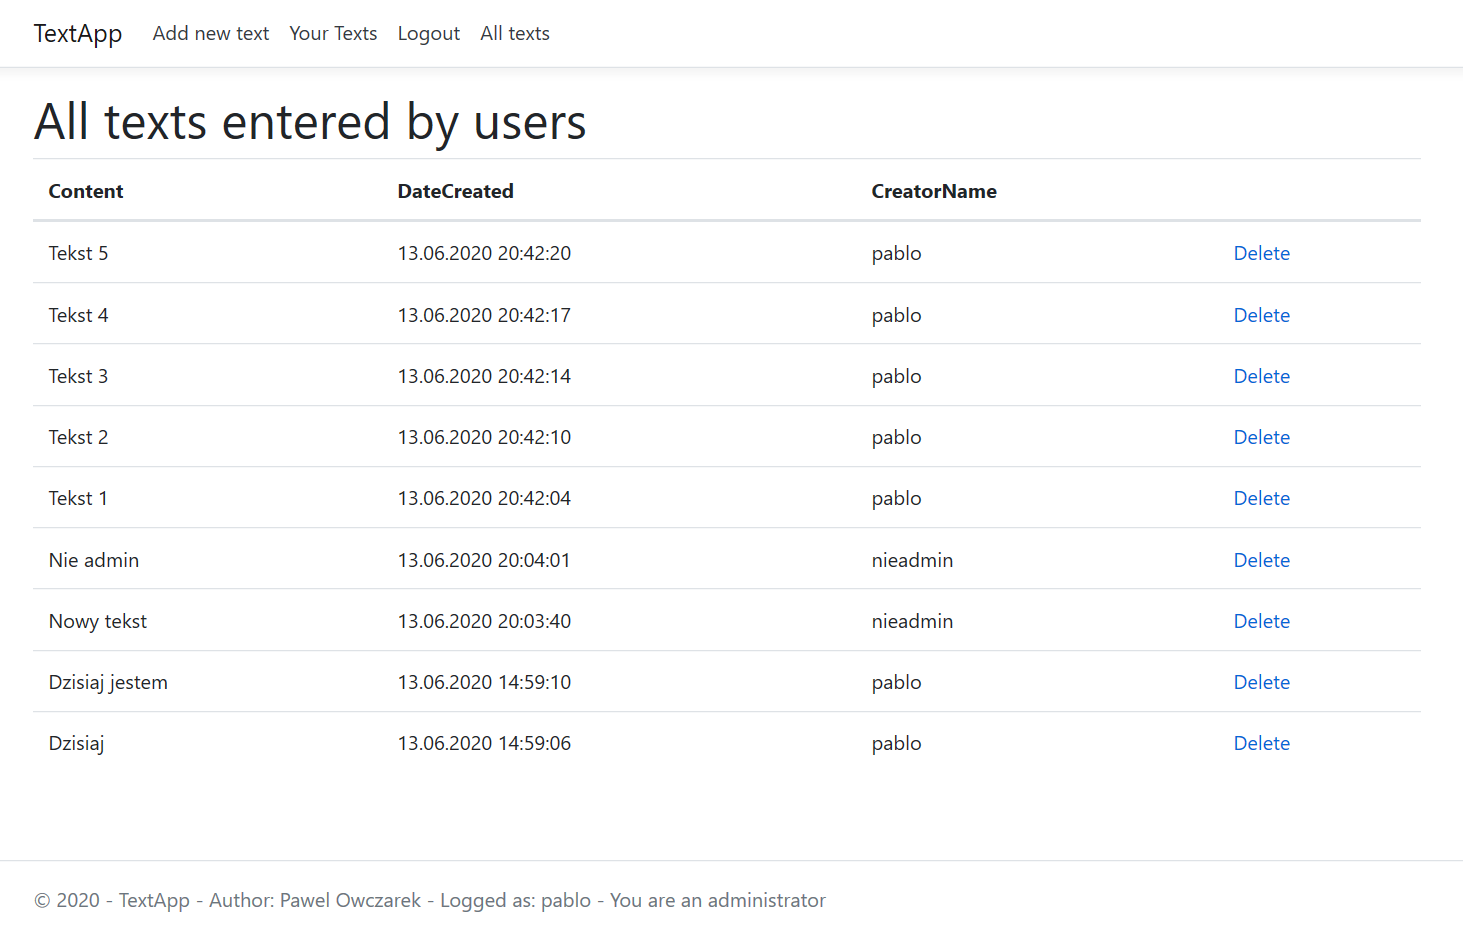 TextApp Add new text Your Texts Logout All texts
All texts entered by users
Content DateCreated CreatorName
Tekst 5 13.06.2020 20:42:20 pablo Delete
Tekst 4 13.06.2020 20:42:17 pablo Delete
Tekst 3 13.06.2020 20:42:14 pablo Delete
Tekst 2 13.06.2020 20:42:10 pablo Delete
Tekst 1 13.06.2020 20:42:04 pablo Delete
Nie admin 13.06.2020 20:04:01 nieadmin Delete
Nowy tekst 13.06.2020 20:03:40 nieadmin Delete
Dzisiaj jestem 13.06.2020 14:59:10 pablo Delete
Dzisiaj 13.06.2020 14:59:06 pablo Delete
© 2020 - TextApp - Author: Pawel Owczarek - Logged as: pablo - You are an administrator